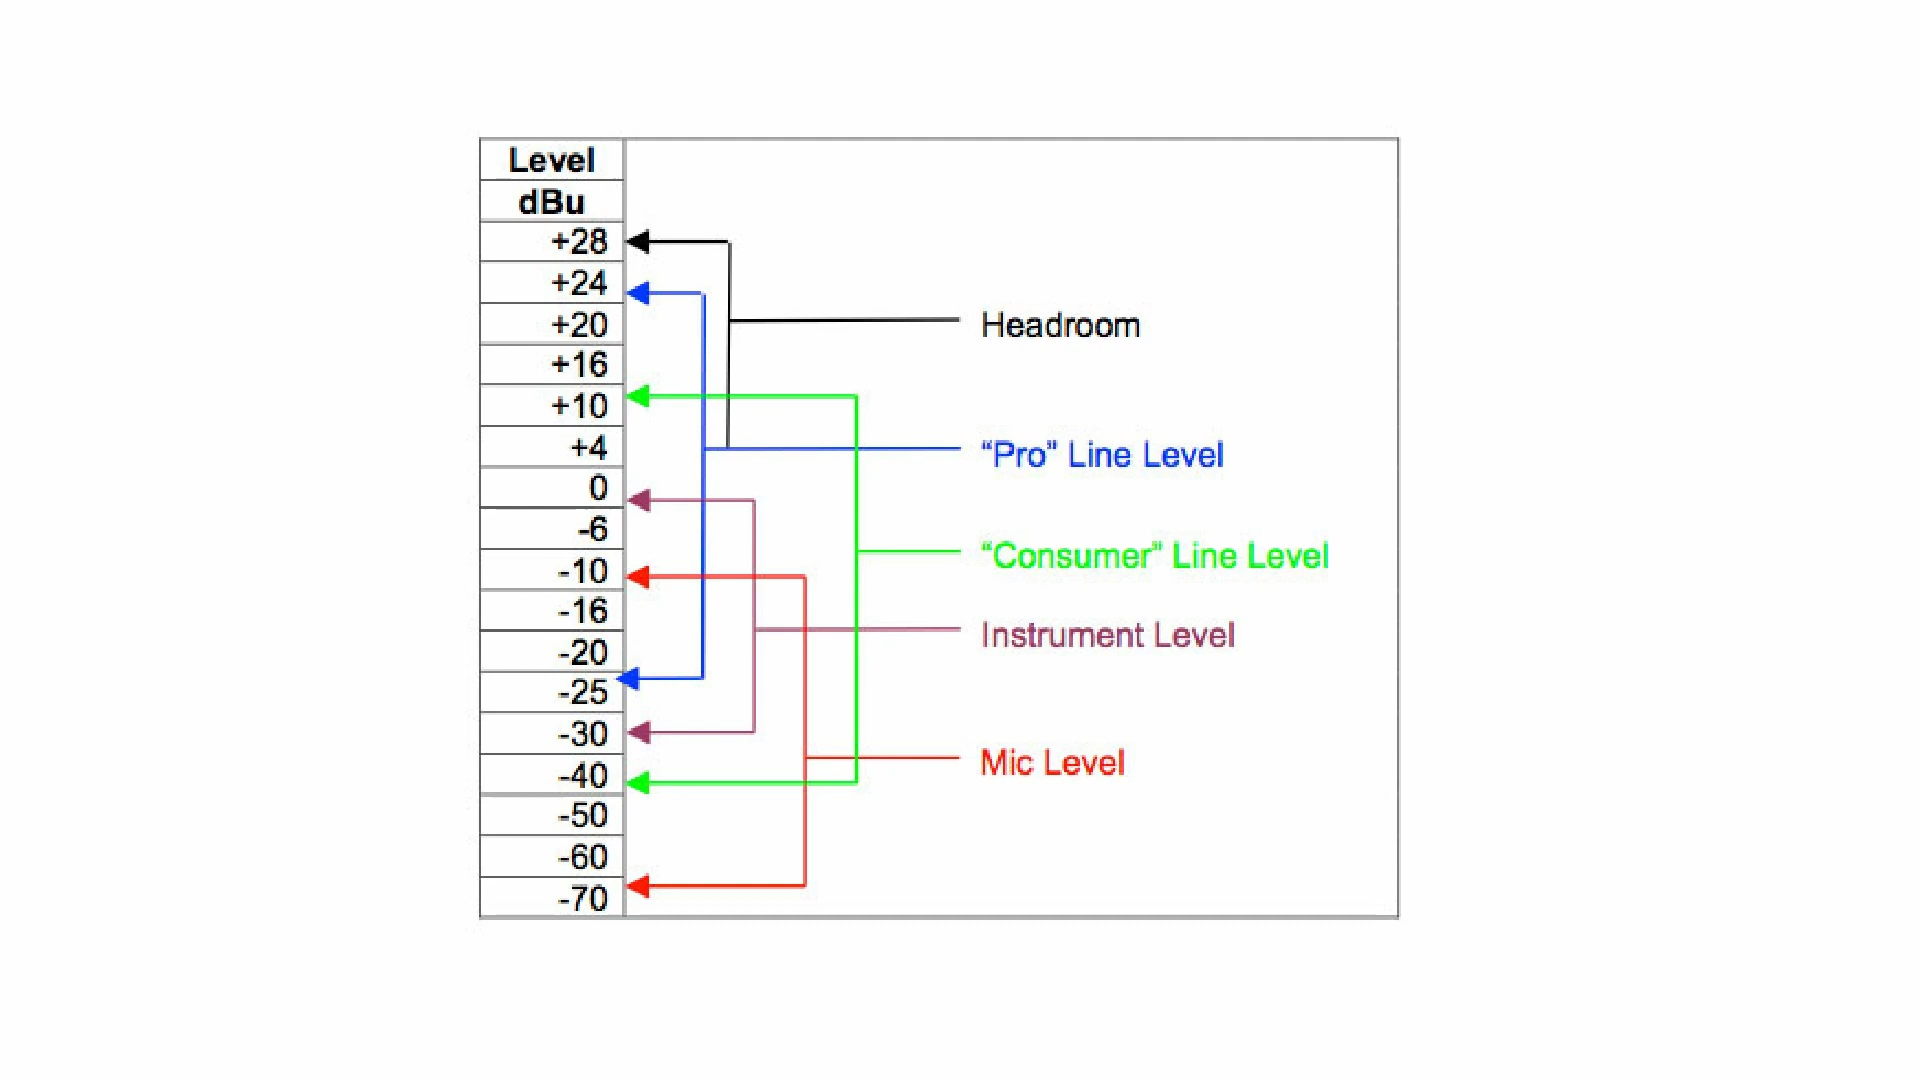 Level
dBu
+28
+24
+20
+16
+10
+4
0
-6
-10
-16
-20
-25
-30
-40
-50
-60
-70
Headroom
“Pro” Line Level
“Consumer” Line Level
Instrument Level
Mic Level